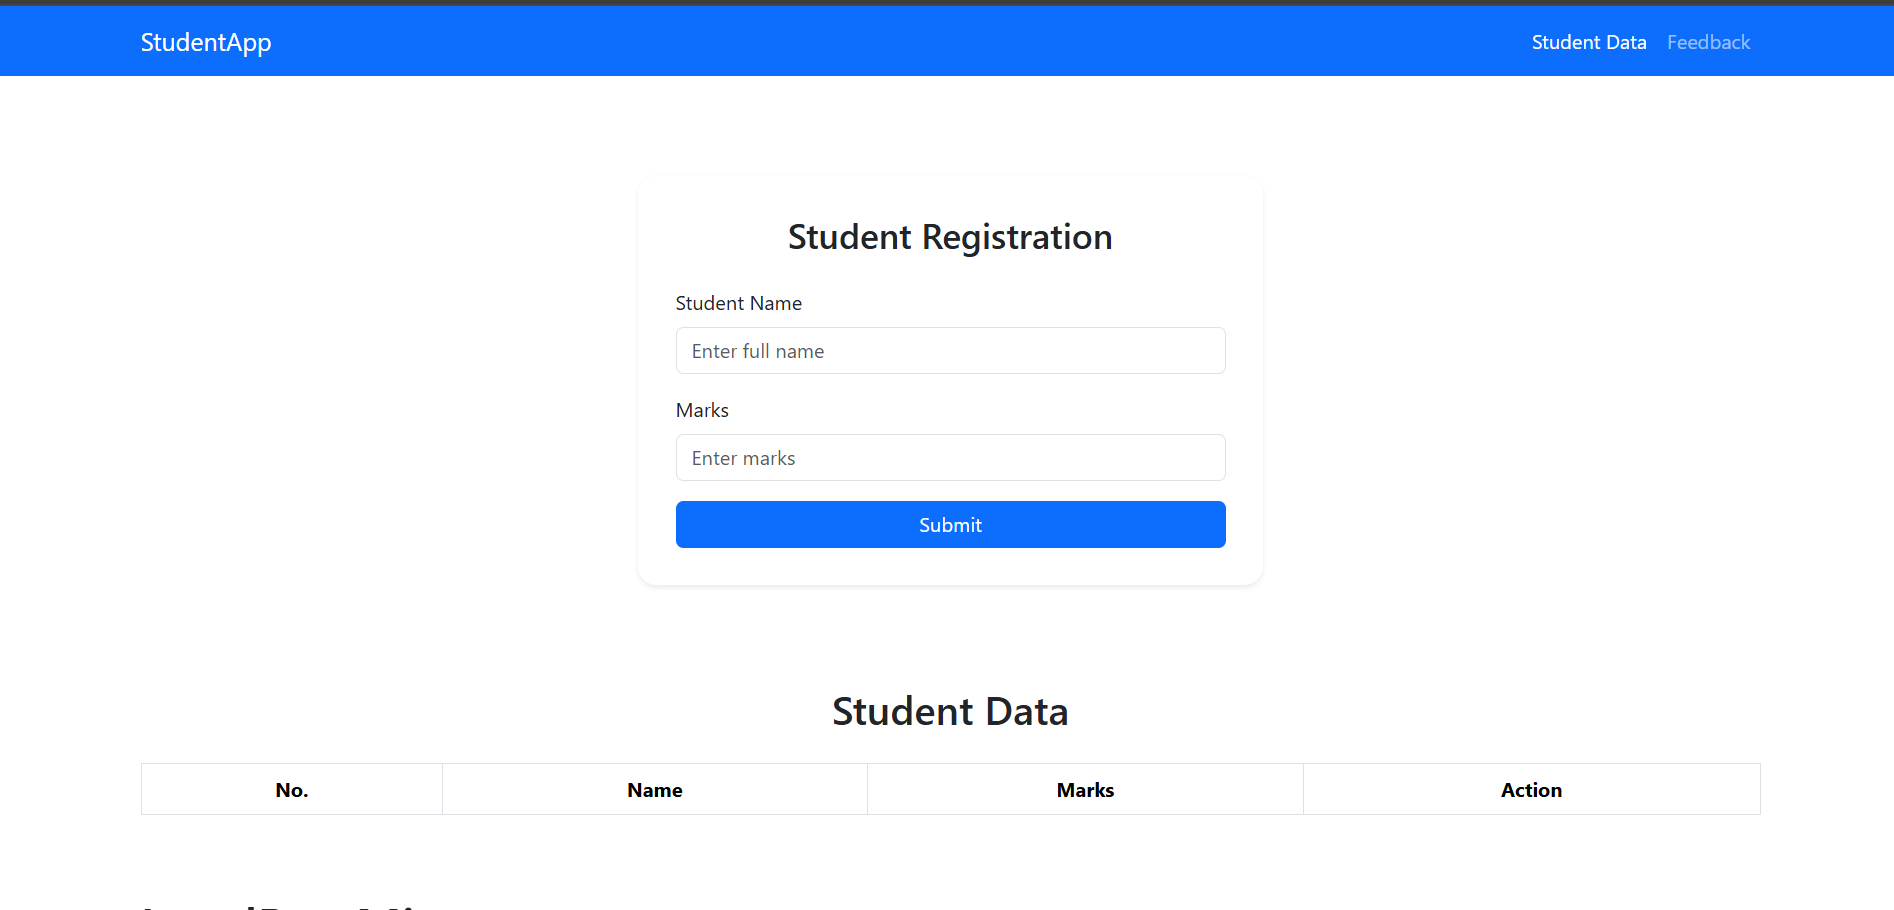 StudentApp
Student Data Feedback
Student Registration
Student Name
Enter full name
Marks
Enter marks
Submit
Student Data
No. Name Marks Action